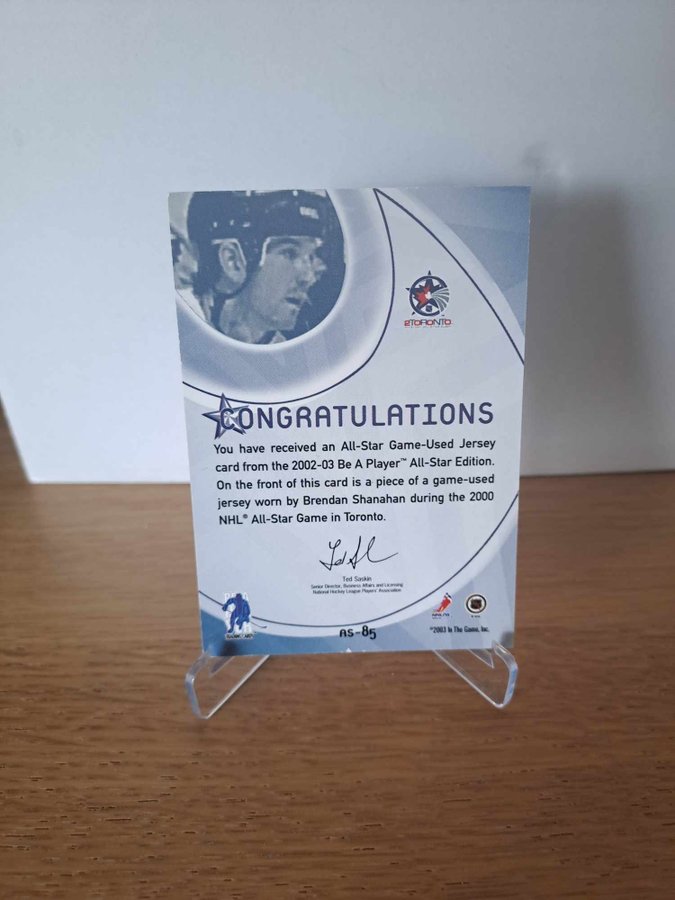 2TORONTO
CONGRATULATIONS
You have received an All-Star Game-Used Jersey
card from the 2002-03 Be A Player™ All-Star Edition.
On the front of this card is a piece of a game-used
jersey worn by Brendan Shanahan during the 2000
NHL® All-Star Game in Toronto.
Ted Saskin
Senior Director, Business Affairs and Licensing
National Hockey League Players' Association
AS-85
©2003 In The Game, Inc.